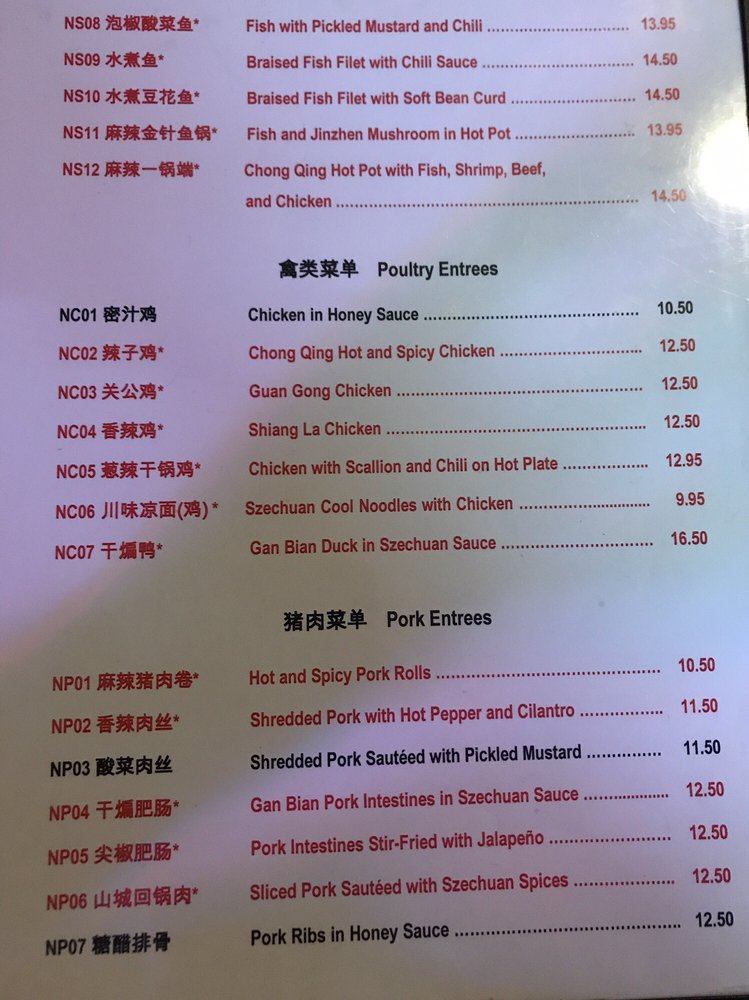 NS08 泡椒酸菜鱼* Fish with Pickled Mustard and Chili ................................ 13.95
NS09 水煮鱼* Braised Fish Filet with Chili Sauce ................................ 14.50
NS10 水煮豆花鱼* Braised Fish Filet with Soft Bean Curd .......................... 14.50
NS11 麻辣金针鱼锅* Fish and Jinzhen Mushroom in Hot Pot ......................... 13.95
NS12 麻辣一锅端* Chong Qing Hot Pot with Fish, Shrimp, Beef,
and Chicken ................................................................ 14.50
禽类菜单 Poultry Entrees
NC01 密汁鸡 Chicken in Honey Sauce ............................................ 10.50
NC02 辣子鸡* Chong Qing Hot and Spicy Chicken .............................. 12.50
NC03 关公鸡* Guan Gong Chicken .................................................... 12.50
NC04 香辣鸡* Shiang La Chicken ...................................................... 12.50
NC05 葱辣干锅鸡* Chicken with Scallion and Chili on Hot Plate .................. 12.95
NC06 川味凉面(鸡)* Szechuan Cool Noodles with Chicken ........................... 9.95
NC07 干煸鸭* Gan Bian Duck in Szechuan Sauce ................................ 16.50
猪肉菜单 Pork Entrees
NP01 麻辣猪肉卷* Hot and Spicy Pork Rolls .............................................. 10.50
NP02 香辣肉丝* Shredded Pork with Hot Pepper and Cilantro ................. 11.50
NP03 酸菜肉丝 Shredded Pork Sautéed with Pickled Mustard ............... 11.50
NP04 干煸肥肠* Gan Bian Pork Intestines in Szechuan Sauce .................. 12.50
NP05 尖椒肥肠* Pork Intestines Stir-Fried with Jalapeño ......................... 12.50
NP06 山城回锅肉* Sliced Pork Sautéed with Szechuan Spices ..................... 12.50
NP07 糖醋排骨 Pork Ribs in Honey Sauce .............................................. 12.50